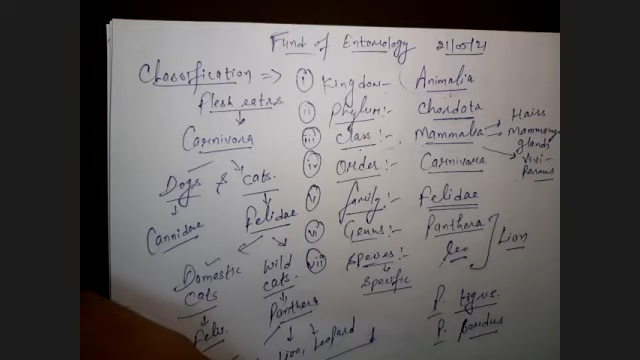 Fund of Entomology 21/05/21
Classification ⇒ i Kingdom :- Animalia
Flesh eaters ii Phylum :- Chordata
Carnivora iii Class :- Mammalia → Hairs
→ Mammary glands
→ Vivi-
Parous
iv Order :- Carnivora
Dogs & Cats.
v family :- Felidae
Cannidae Felidae
vi Genus :- Panthera
vii Species :- leo Lion
Specific
Domestic Cats Wild Cats
Felis Panthera
Lion, Leopard
P. tigris
P. pardus